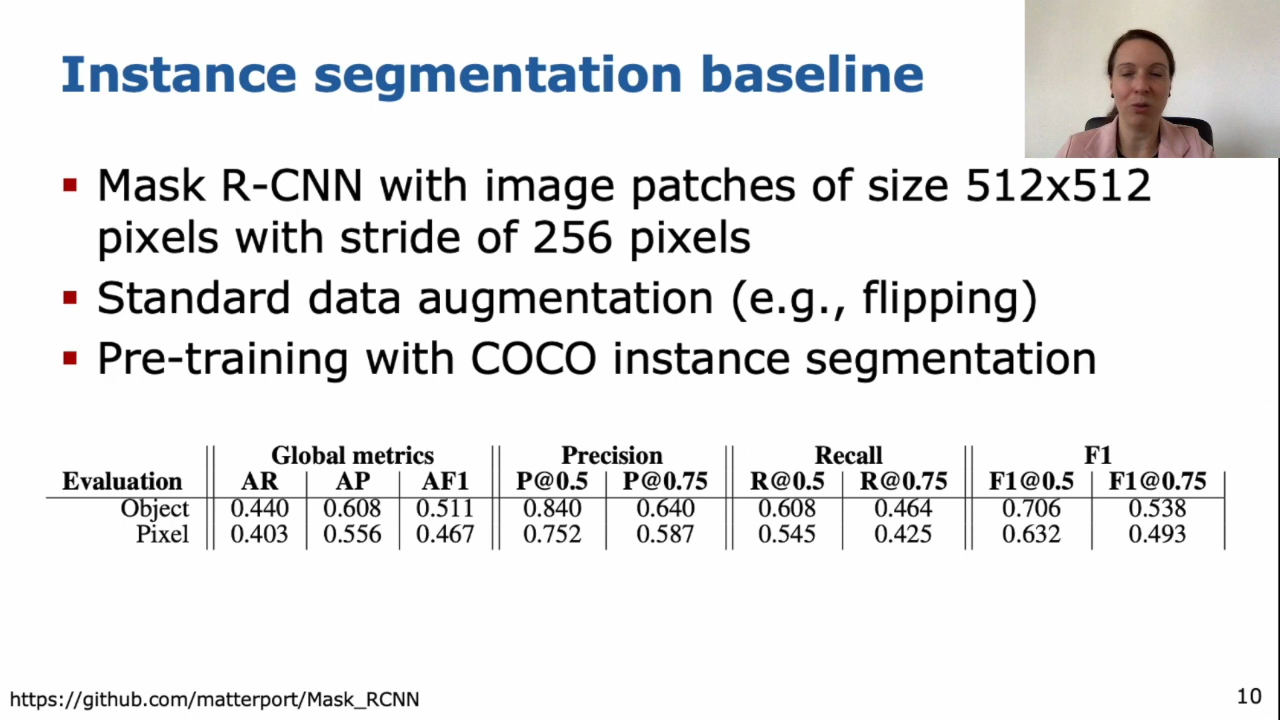 Instance segmentation baseline
▪ Mask R-CNN with image patches of size 512x512
pixels with stride of 256 pixels
▪ Standard data augmentation (e.g., flipping)
▪ Pre-training with COCO instance segmentation
Global metrics Precision Recall F1
Evaluation AR AP AF1 P@0.5 P@0.75 R@0.5 R@0.75 F1@0.5 F1@0.75
Object 0.440 0.608 0.511 0.840 0.640 0.608 0.464 0.706 0.538
Pixel 0.403 0.556 0.467 0.752 0.587 0.545 0.425 0.632 0.493
https://github.com/matterport/Mask_RCNN
10